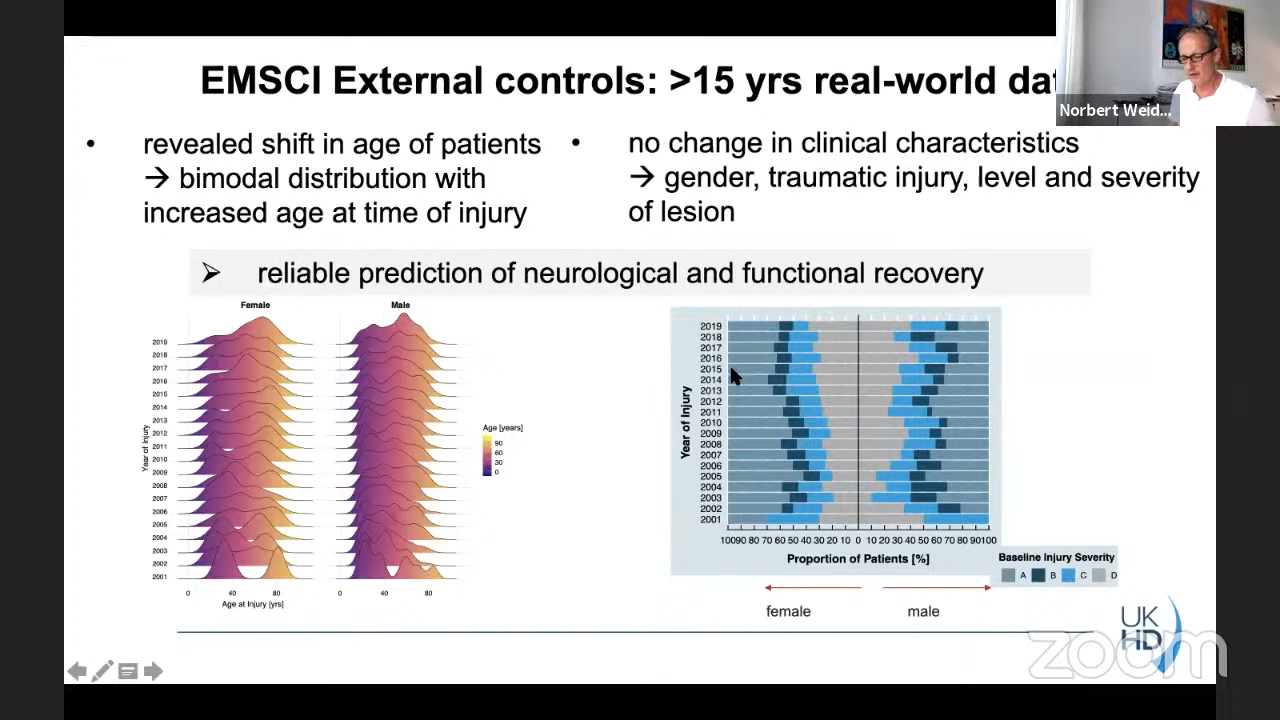 EMSCI External controls: >15 yrs real-world dat
Norbert Weid...
• revealed shift in age of patients
→ bimodal distribution with
increased age at time of injury
• no change in clinical characteristics
→ gender, traumatic injury, level and severity
of lesion
➢ reliable prediction of neurological and functional recovery
Female
Male
2019
2018
2017
2016
2015
2014
2013
2012
2011
2010
2009
2008
2007
2006
2005
2004
2003
2002
2001
Year of Injury
0 40 80
0 40 80
Age at Injury [yrs]
Age [years]
90
60
30
0
Year of Injury
2019
2018
2017
2016
2015
2014
2013
2012
2011
2010
2009
2008
2007
2006
2005
2004
2003
2002
2001
10090 80 70 60 50 40 30 20 10 0 10 20 30 40 50 60 70 80 90100
Proportion of Patients [%]
Baseline Injury Severity
A B C D
female
male
UK
HD
zoom